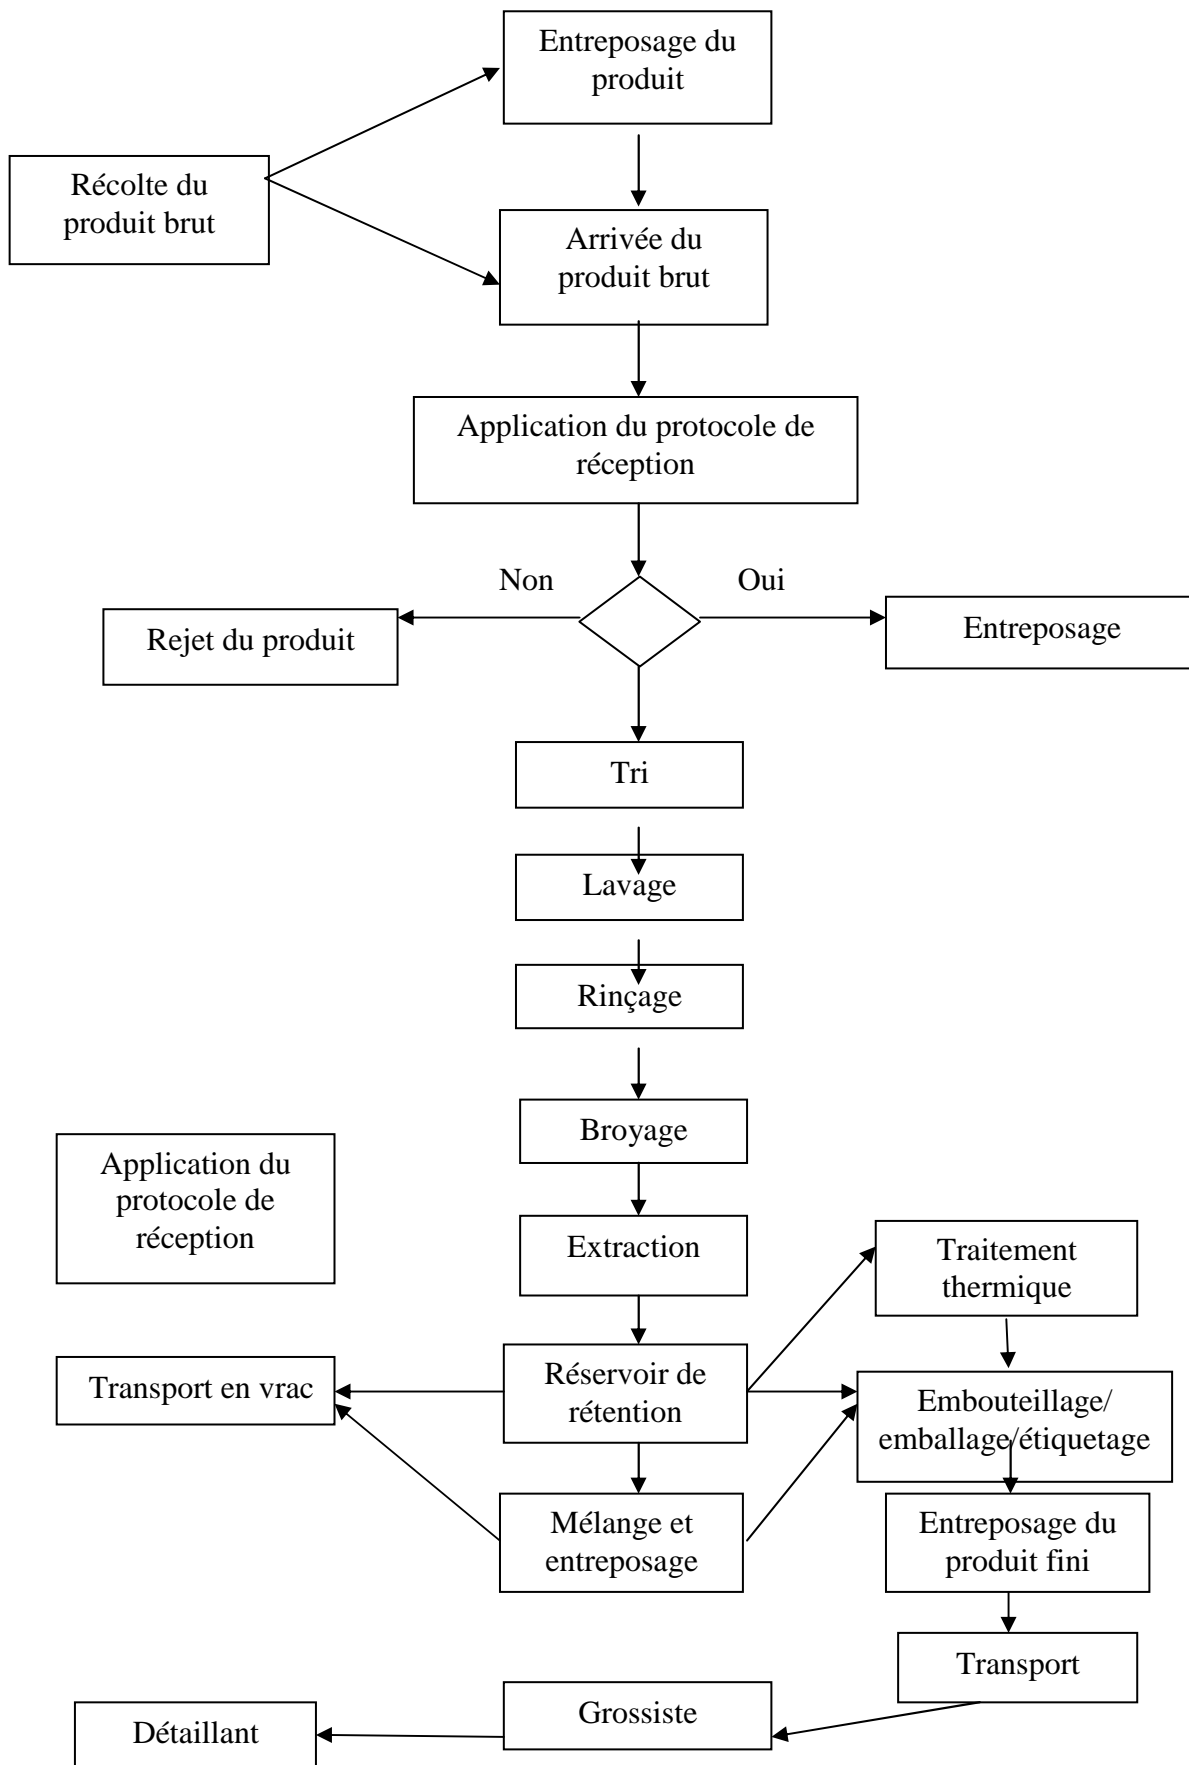 Entreposage du
produit
Récolte du
produit brut
Arrivée du
produit brut
Application du protocole de
réception
Non
Oui
Rejet du produit
Entreposage
Tri
Lavage
Rinçage
Broyage
Application du
protocole de
réception
Extraction
Traitement
thermique
Transport en vrac
Réservoir de
rétention
Embouteillage/
emballage/étiquetage
Mélange et
entreposage
Entreposage du
produit fini
Transport
Grossiste
Détaillant